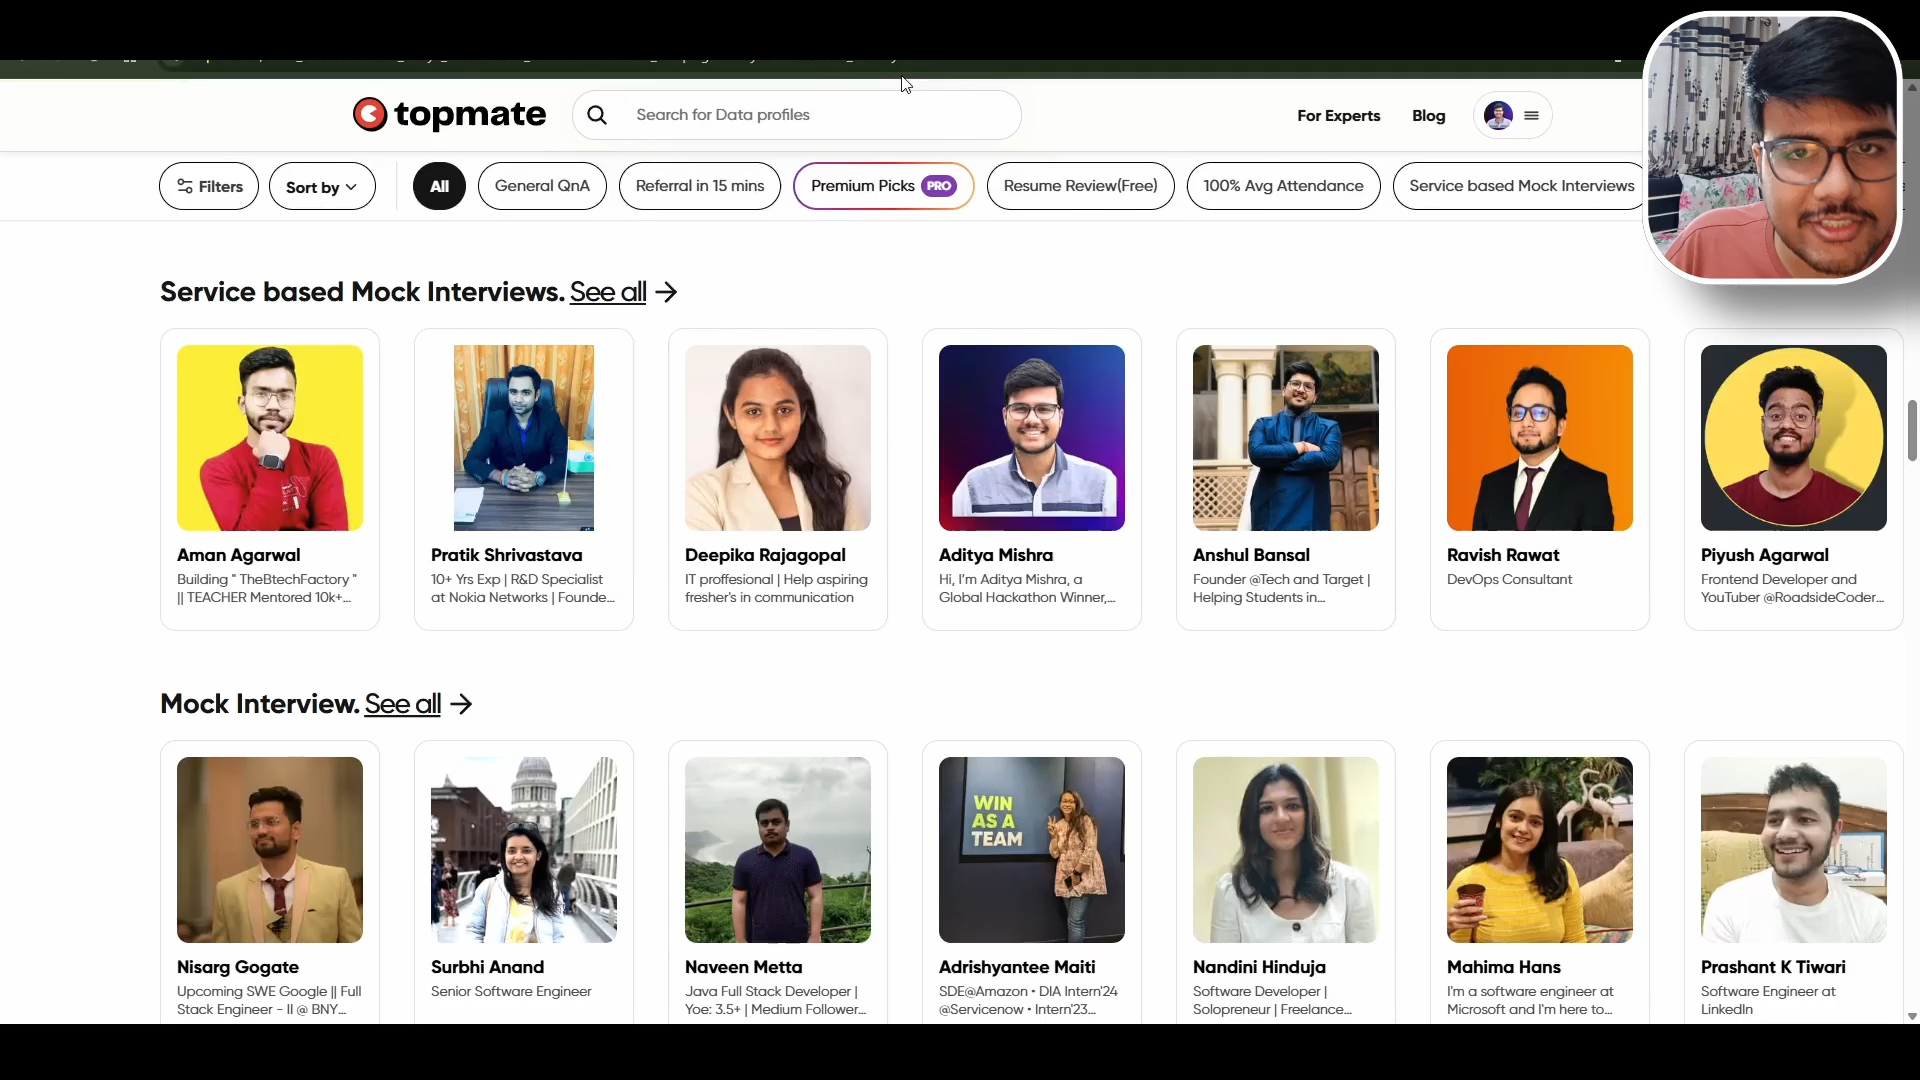 topmate
Search for Data profiles
For Experts
Blog
Filters
Sort by
All
General QnA
Referral in 15 mins
Premium Picks PRO
Resume Review(Free)
100% Avg Attendance
Service based Mock Interviews
Service based Mock Interviews. See all
Aman Agarwal
Building " TheBtechFactory "
|| TEACHER Mentored 10k+...
Pratik Shrivastava
10+ Yrs Exp | R&D Specialist
at Nokia Networks | Founde...
Deepika Rajagopal
IT proffesional | Help aspiring
fresher's in communication
Aditya Mishra
Hi, I'm Aditya Mishra, a
Global Hackathon Winner,...
Anshul Bansal
Founder @Tech and Target |
Helping Students in...
Ravish Rawat
DevOps Consultant
Piyush Agarwal
Frontend Developer and
YouTuber @RoadsideCoder...
Mock Interview. See all
WIN
AS A
TEAM
Nisarg Gogate
Upcoming SWE Google || Full
Stack Engineer - II @ BNY...
Surbhi Anand
Senior Software Engineer
Naveen Metta
Java Full Stack Developer |
Yoe: 3.5+ | Medium Follower...
Adrishyantee Maiti
SDE@Amazon • DIA Intern'24
@Servicenow • Intern'23...
Nandini Hinduja
Software Developer |
Solopreneur | Freelance...
Mahima Hans
I'm a software engineer at
Microsoft and I'm here to...
Prashant K Tiwari
Software Engineer at
LinkedIn